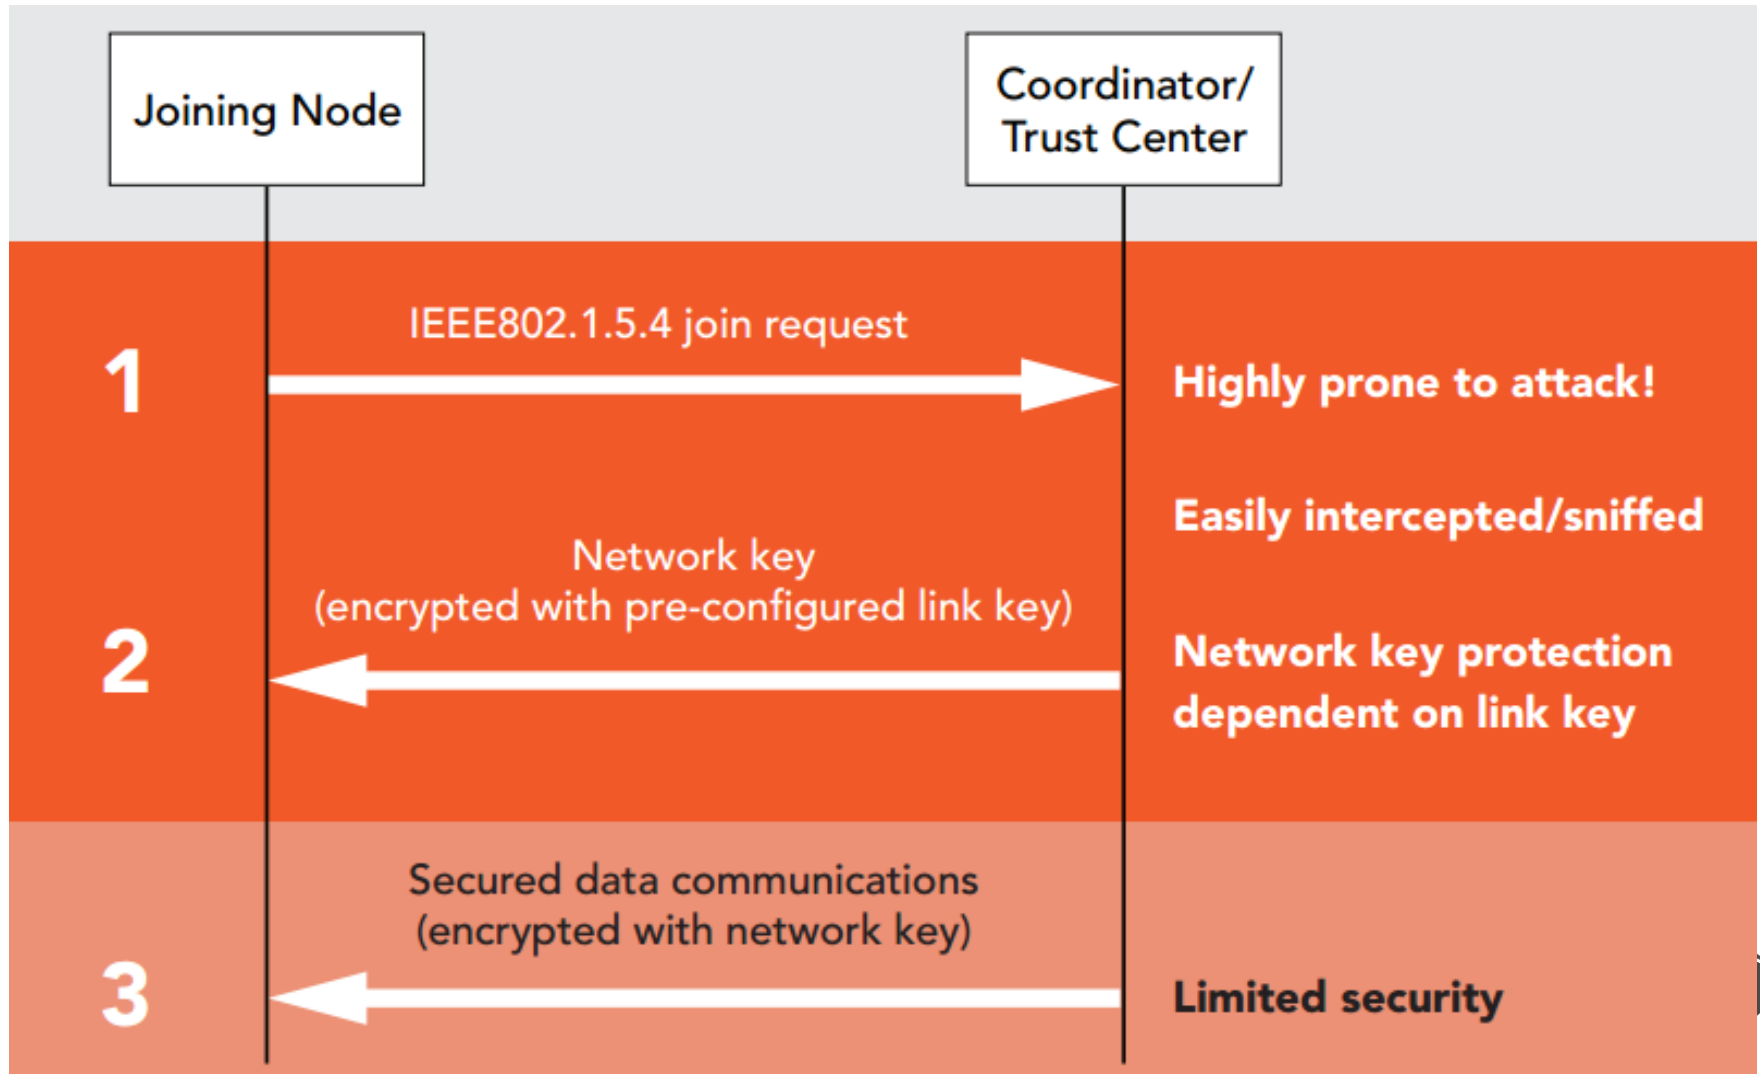 Joining Node
Coordinator/
Trust Center
1
IEEE802.1.5.4 join request
Highly prone to attack!
Easily intercepted/sniffed
2
Network key
(encrypted with pre-configured link key)
Network key protection
dependent on link key
3
Secured data communications
(encrypted with network key)
Limited security